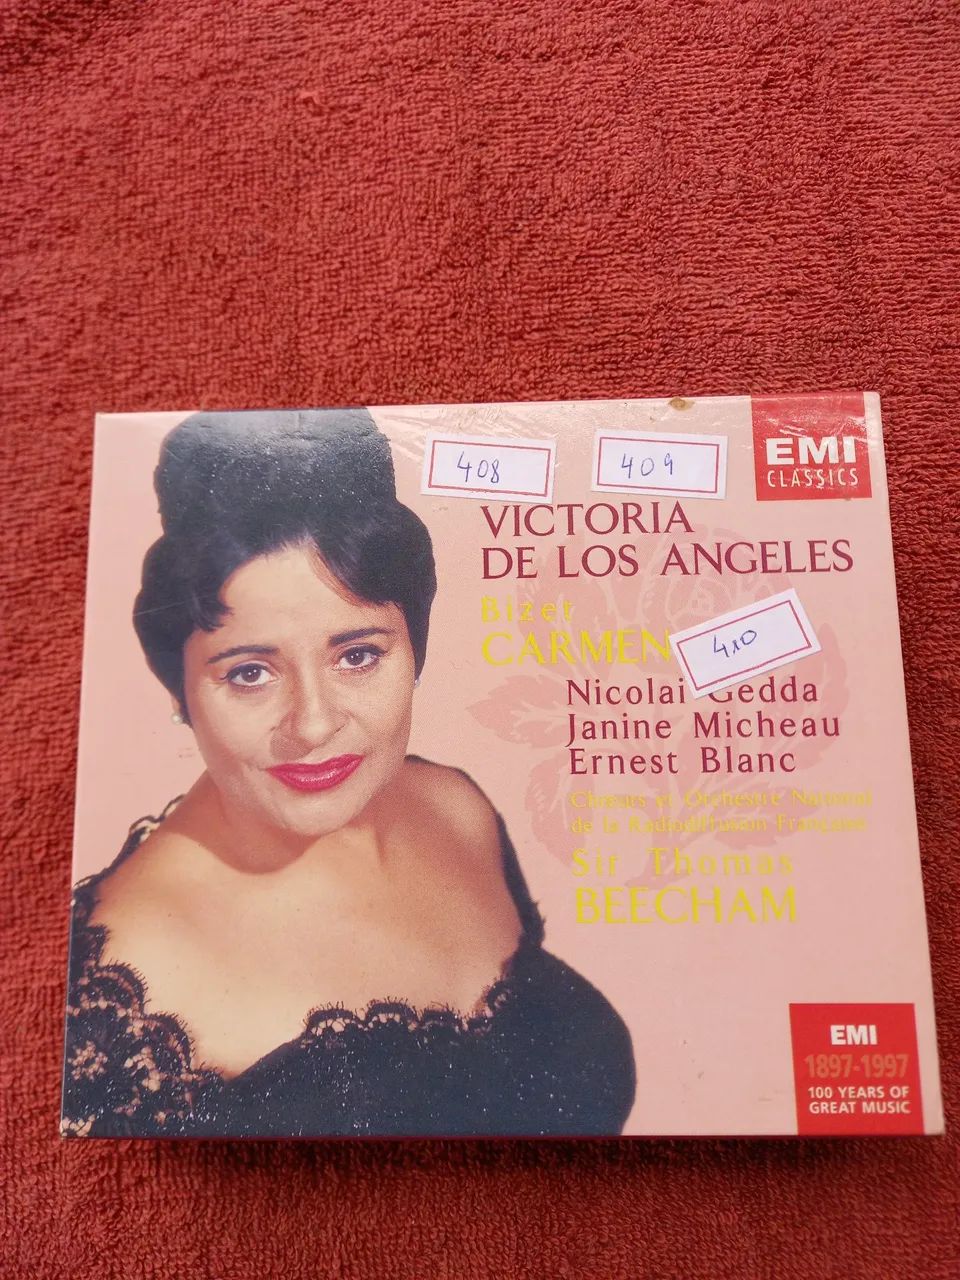 EMI
CLASSICS
408
409
VICTORIA
DE LOS ANGELES
Bizet
CARMEN
410
Nicolai Gedda
Janine Micheau
Ernest Blanc
Chœurs et Orchestre National
de la Radiodiffusion Française
Sir Thomas
BEECHAM
EMI
1897-1997
100 YEARS OF
GREAT MUSIC